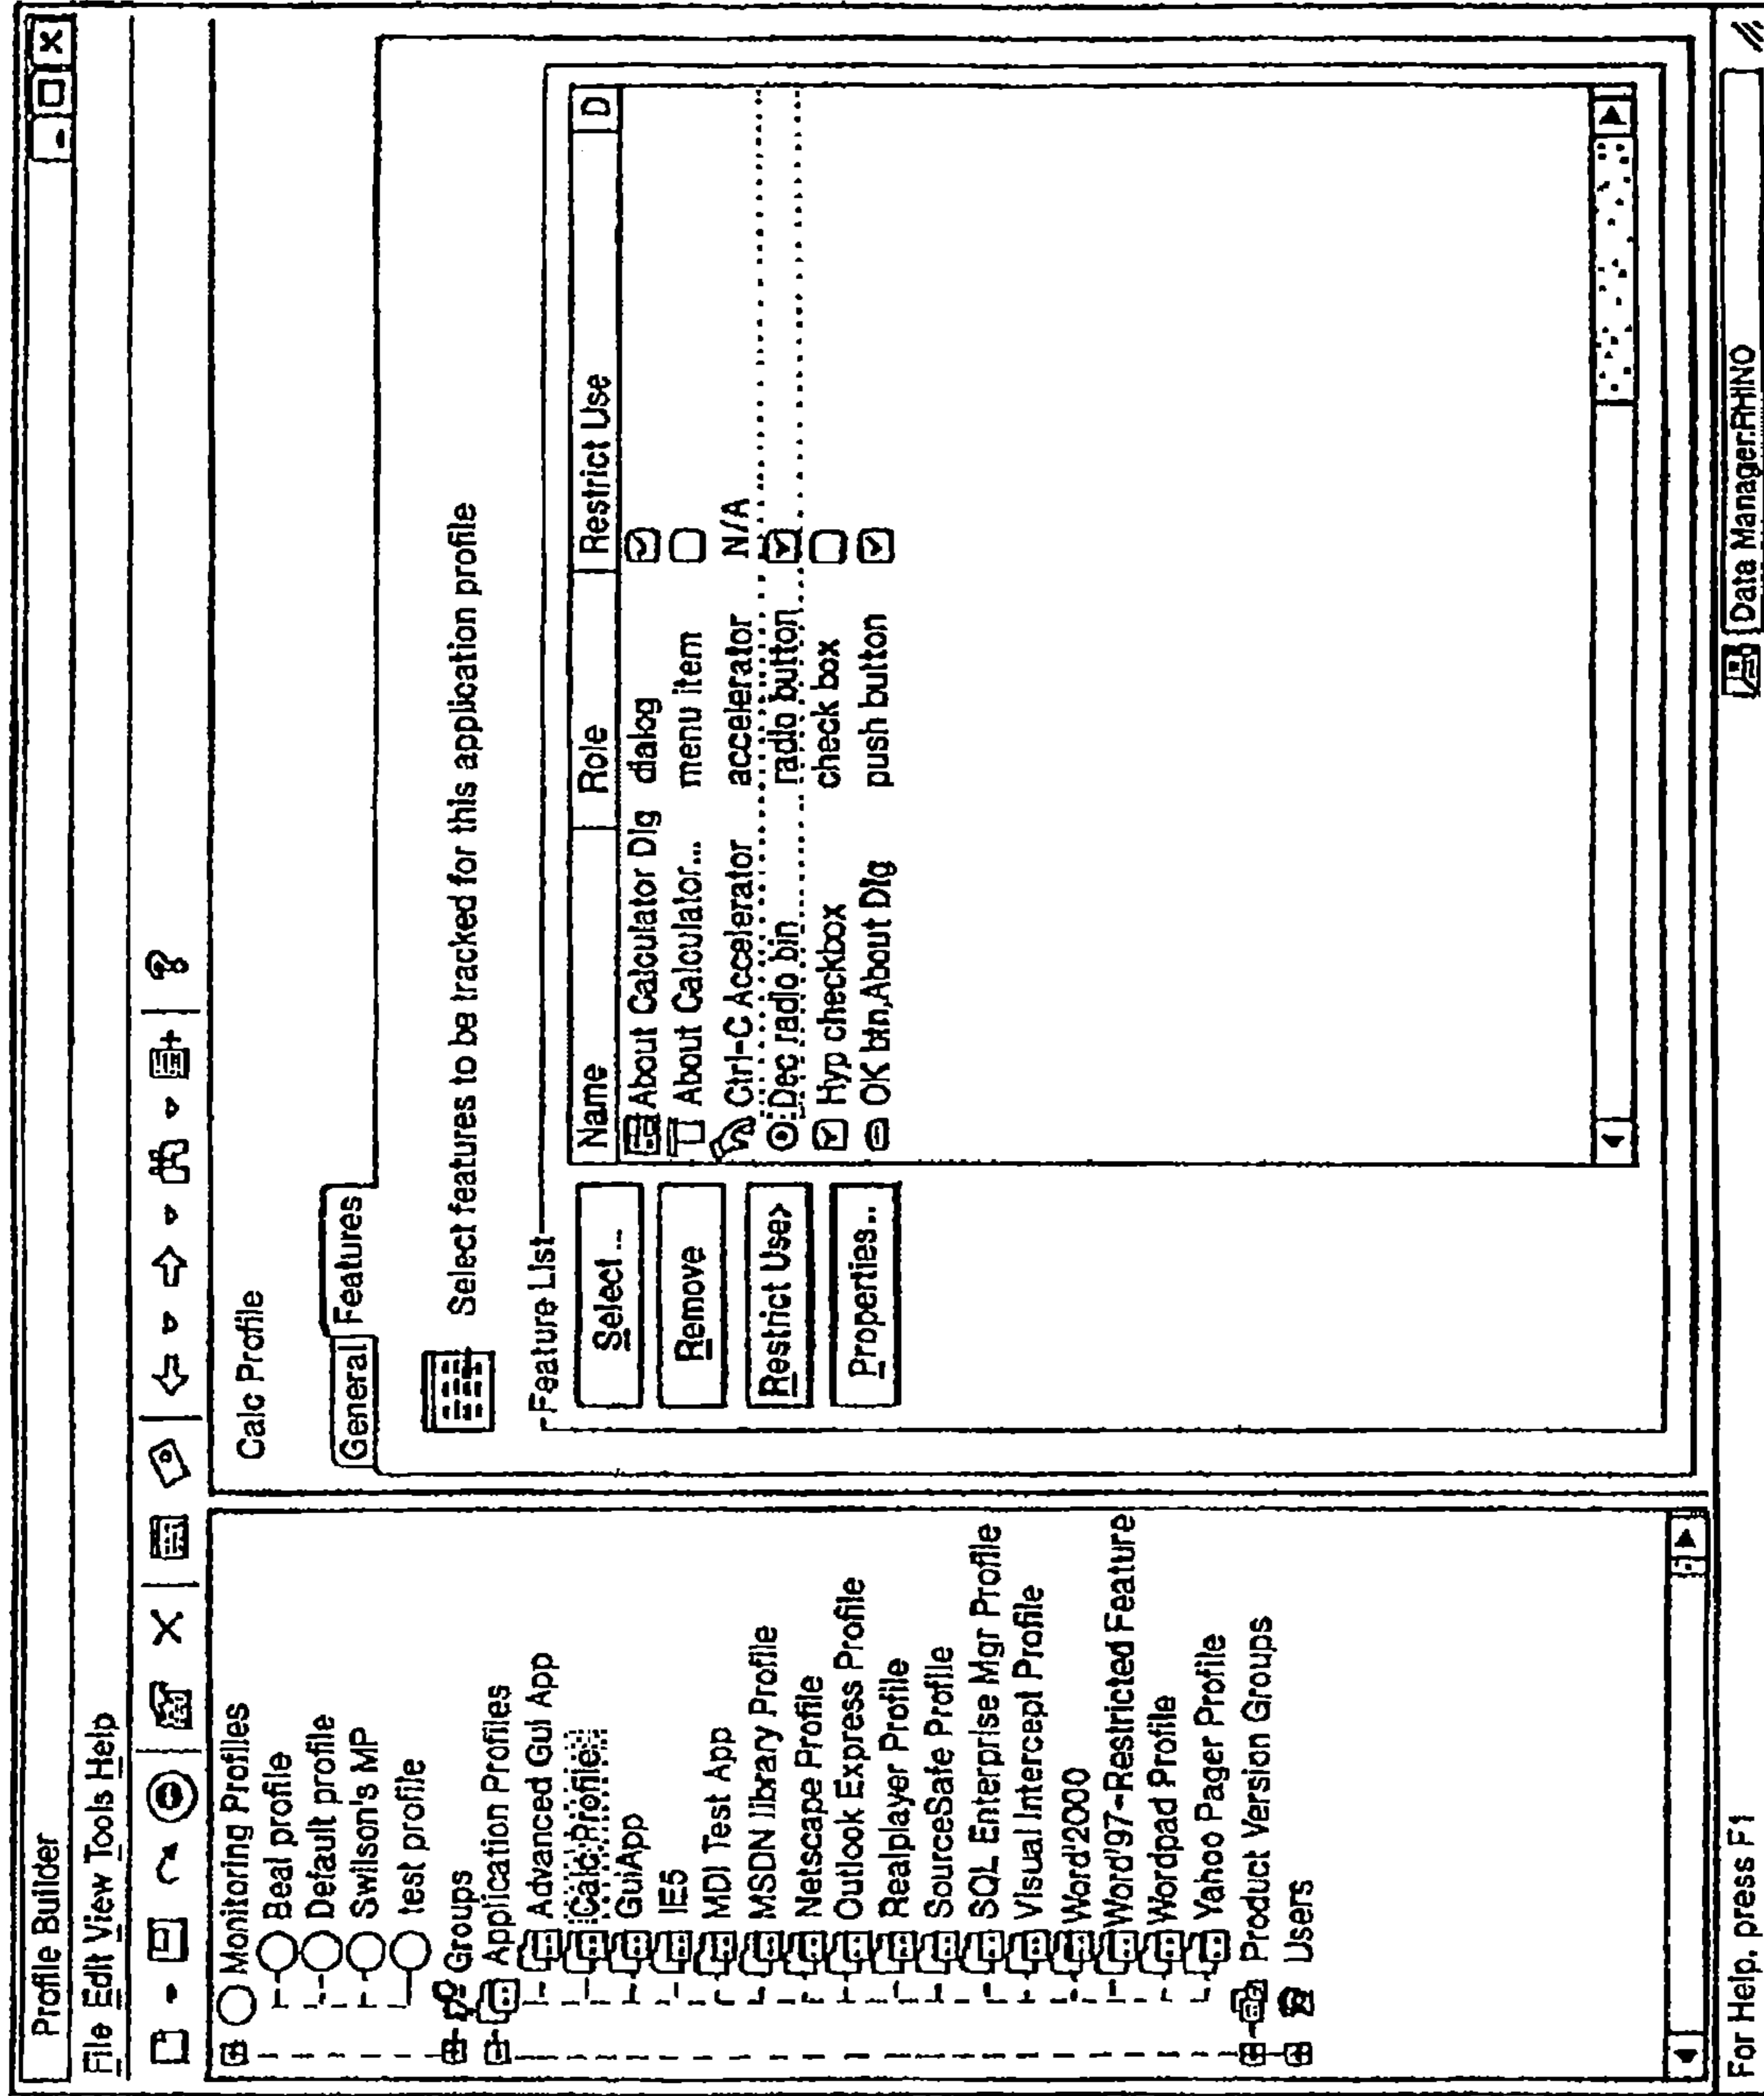 Profile Builder
File Edit View Tools Help
Monitoring Profiles
Beal profile
Default profile
Swilson's MP
test profile
Groups
Application Profiles
Advanced Gui App
Calc Profile
GuiApp
IE5
MDI Test App
MSDN library Profile
Netscape Profile
Outlook Express Profile
Realplayer Profile
SourceSafe Profile
SQL Enterprise Mgr Profile
Visual Intercept Profile
Word'2000
Word'97-Restricted Feature
Wordpad Profile
Yahoo Pager Profile
Product Version Groups
Users
Calc Profile
General Features
Select features to be tracked for this application profile
Feature List
Select...
Remove
Restrict Use>
Properties..
Name Role Restrict Use D
About Calculator Dlg dialog
About Calculator... menu item
Ctrl-C Accelerator accelerator N/A
Dec radio bin radio button
Hyp checkbox check box
OK btn,About Dlg push button
For Help, press F1
Data Manager.RHINO